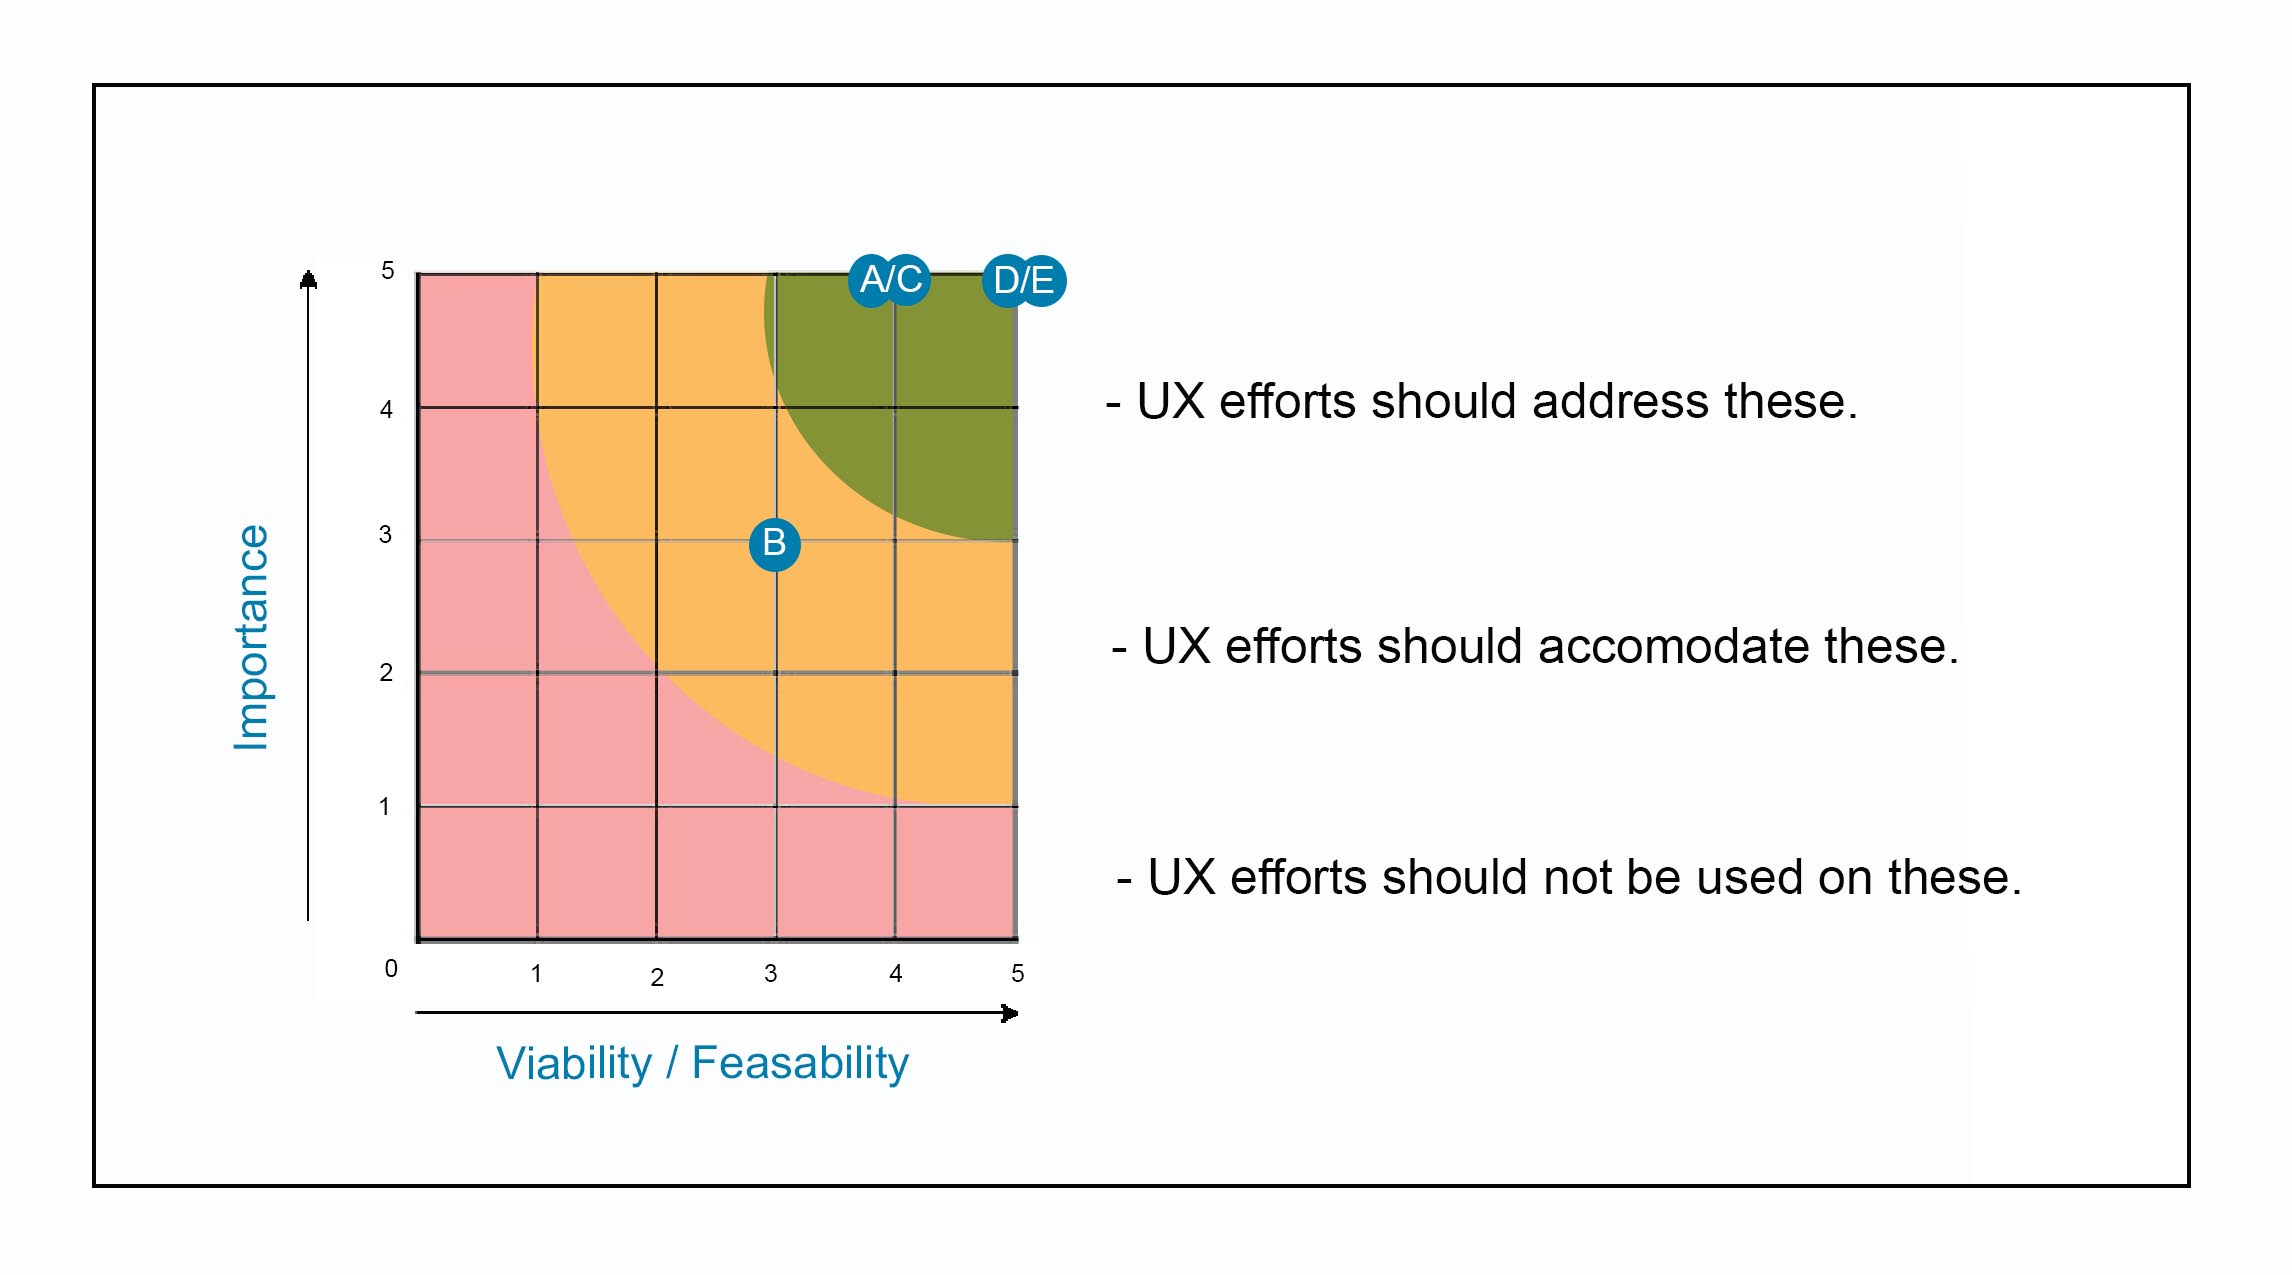 5
A/C
D/E
4
- UX efforts should address these.
3
B
Importance
- UX efforts should accomodate these.
2
1
- UX efforts should not be used on these.
0
1
2
3
4
5
Viability / Feasability